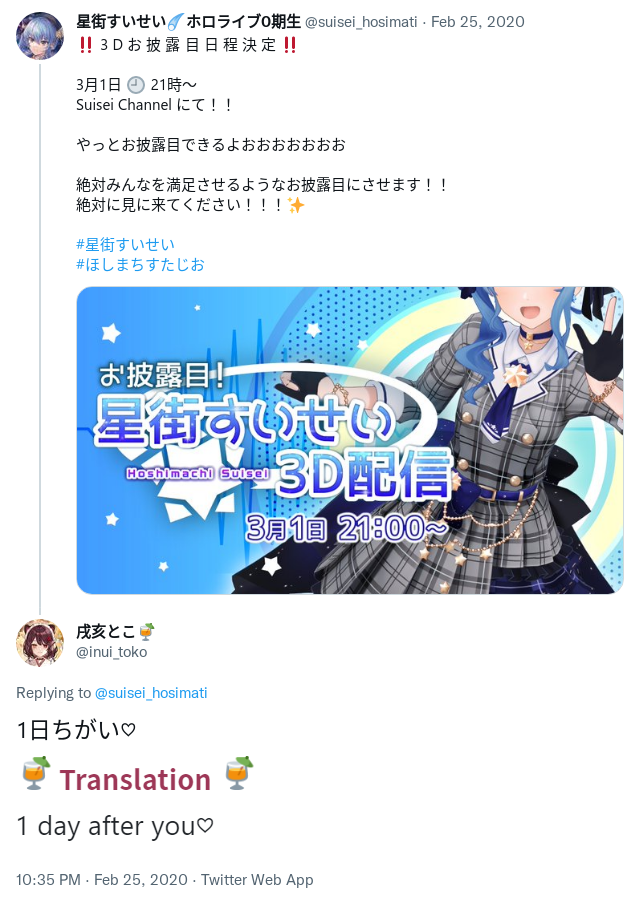 星街すいせい☄️ホロライブ0期生 @suisei_hosimati · Feb 25, 2020
‼️ 3 D お 披 露 目 日 程 決 定 ‼️
3月1日 🕘 21時～
Suisei Channel にて！！
やっとお披露目できるよおおおおおおお
絶対みんなを満足させるようなお披露目にさせます！！
絶対に見に来てください！！！✨
#星街すいせい
#ほしまちすたじお
お披露目!
星街すいせい
Hoshimachi Suisei
3D配信
3月1日 21:00～
戌亥とこ🍹
@inui_toko
Replying to @suisei_hosimati
1日ちがい♡
🍹 Translation 🍹
1 day after you♡
10:35 PM · Feb 25, 2020 · Twitter Web App